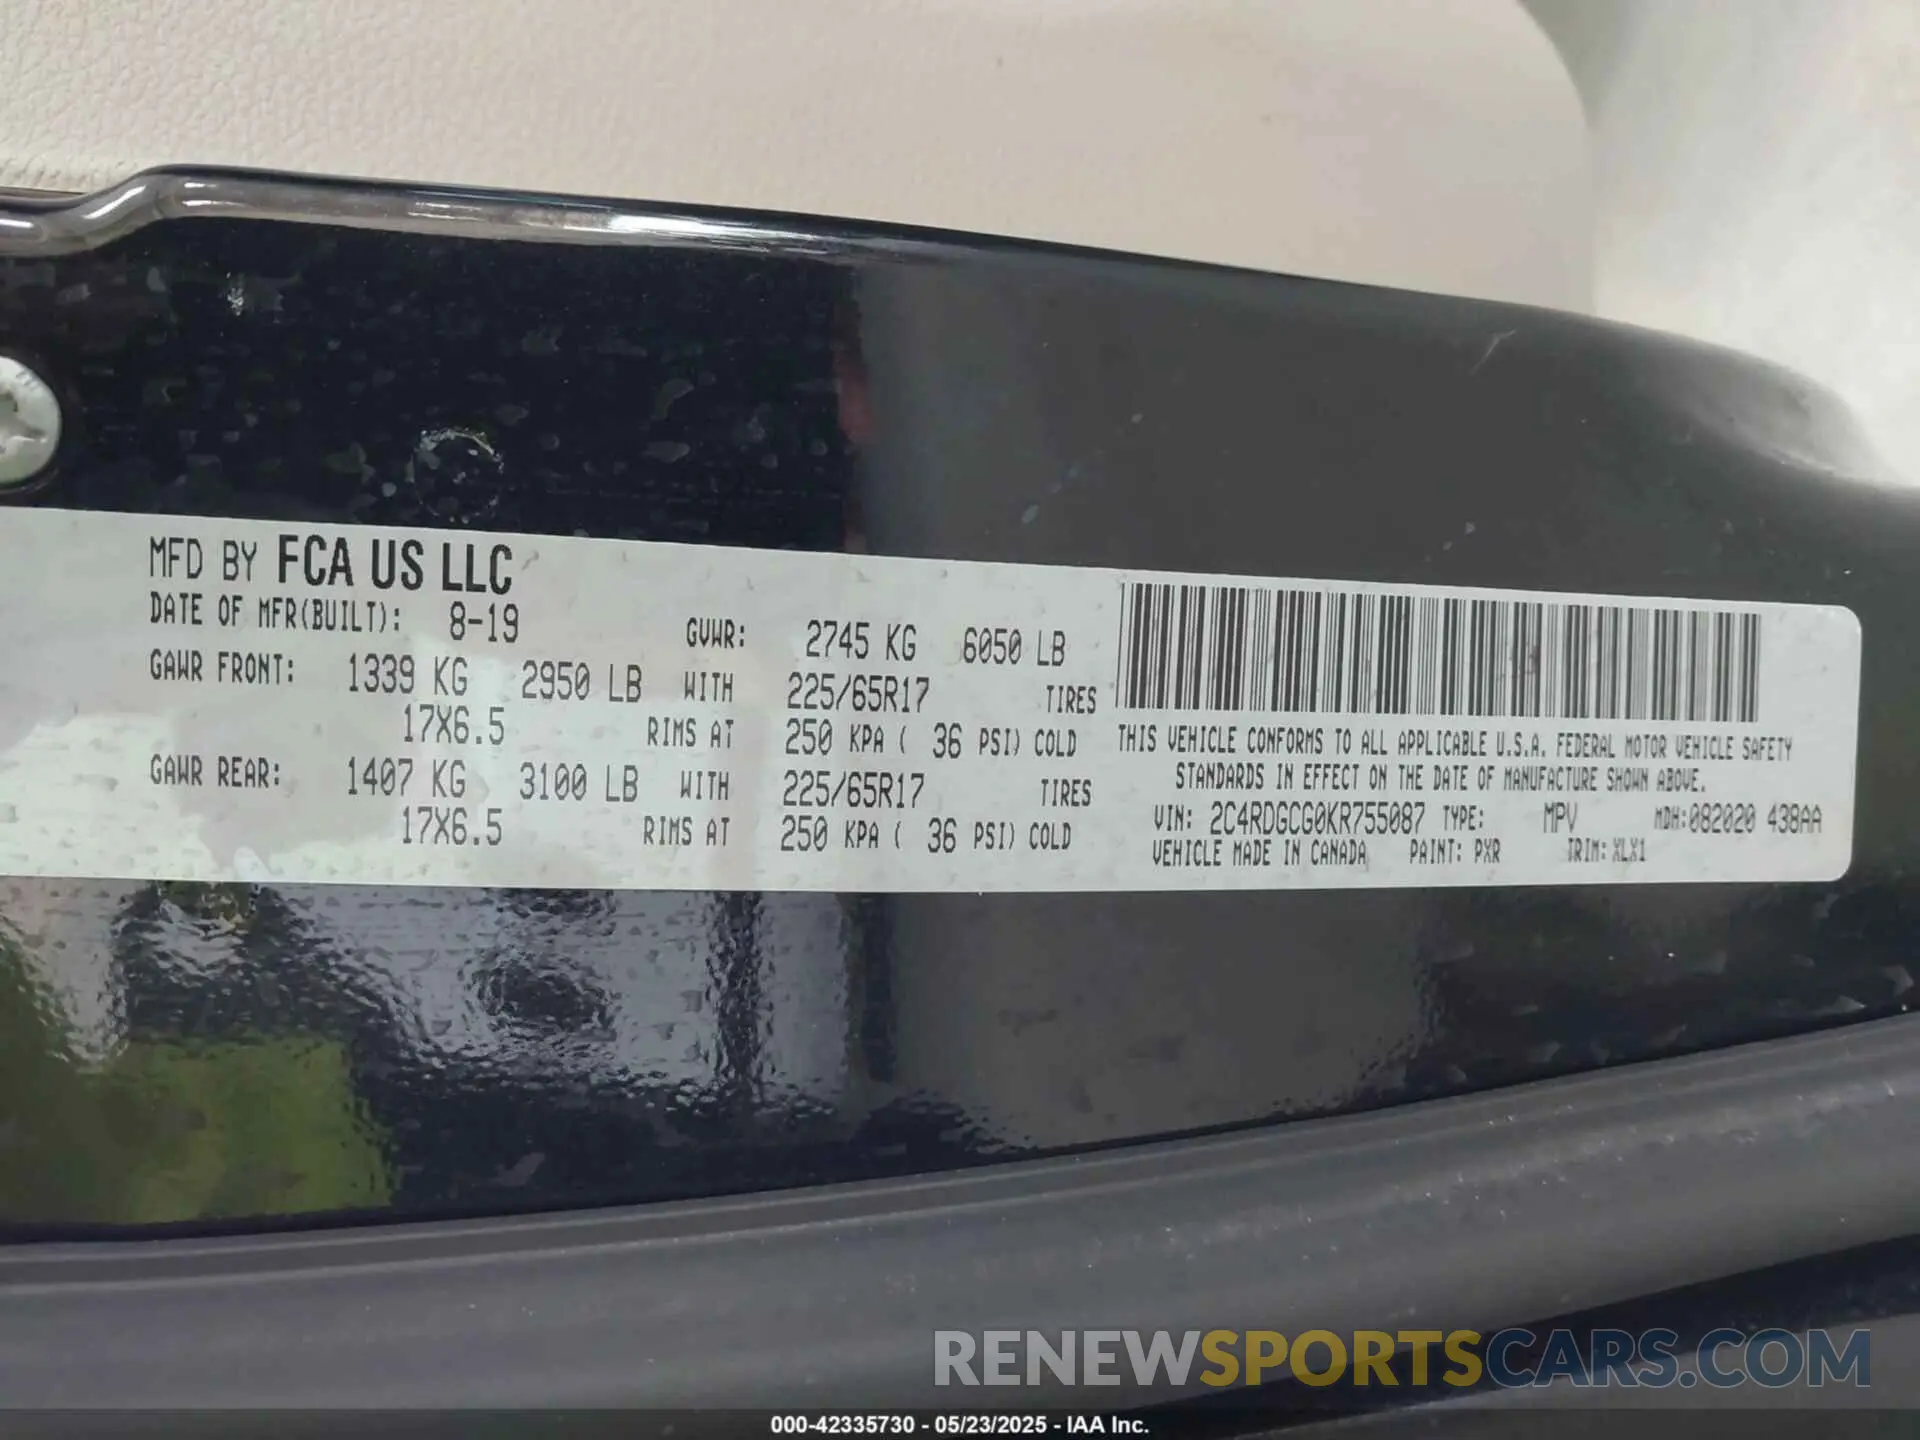 MFD BY FCA US LLC
DATE OF MFR(BUILT): 8-19 GVWR: 2745 KG 6050 LB
GAWR FRONT: 1339 KG 2950 LB WITH 225/65R17 TIRES
17X6.5 RIMS AT 250 KPA ( 36 PSI) COLD
GAWR REAR: 1407 KG 3100 LB WITH 225/65R17 TIRES
17X6.5 RIMS AT 250 KPA ( 36 PSI) COLD
THIS VEHICLE CONFORMS TO ALL APPLICABLE U.S.A. FEDERAL MOTOR VEHICLE SAFETY
STANDARDS IN EFFECT ON THE DATE OF MANUFACTURE SHOWN ABOVE.
VIN: 2C4RDGCG0KR755087 TYPE: MPV MDH:082020 438AA
VEHICLE MADE IN CANADA PAINT: PXR TRIM: XLX1
RENEWSPORTSCARS.COM
000-42335730 - 05/23/2025 - IAA Inc.